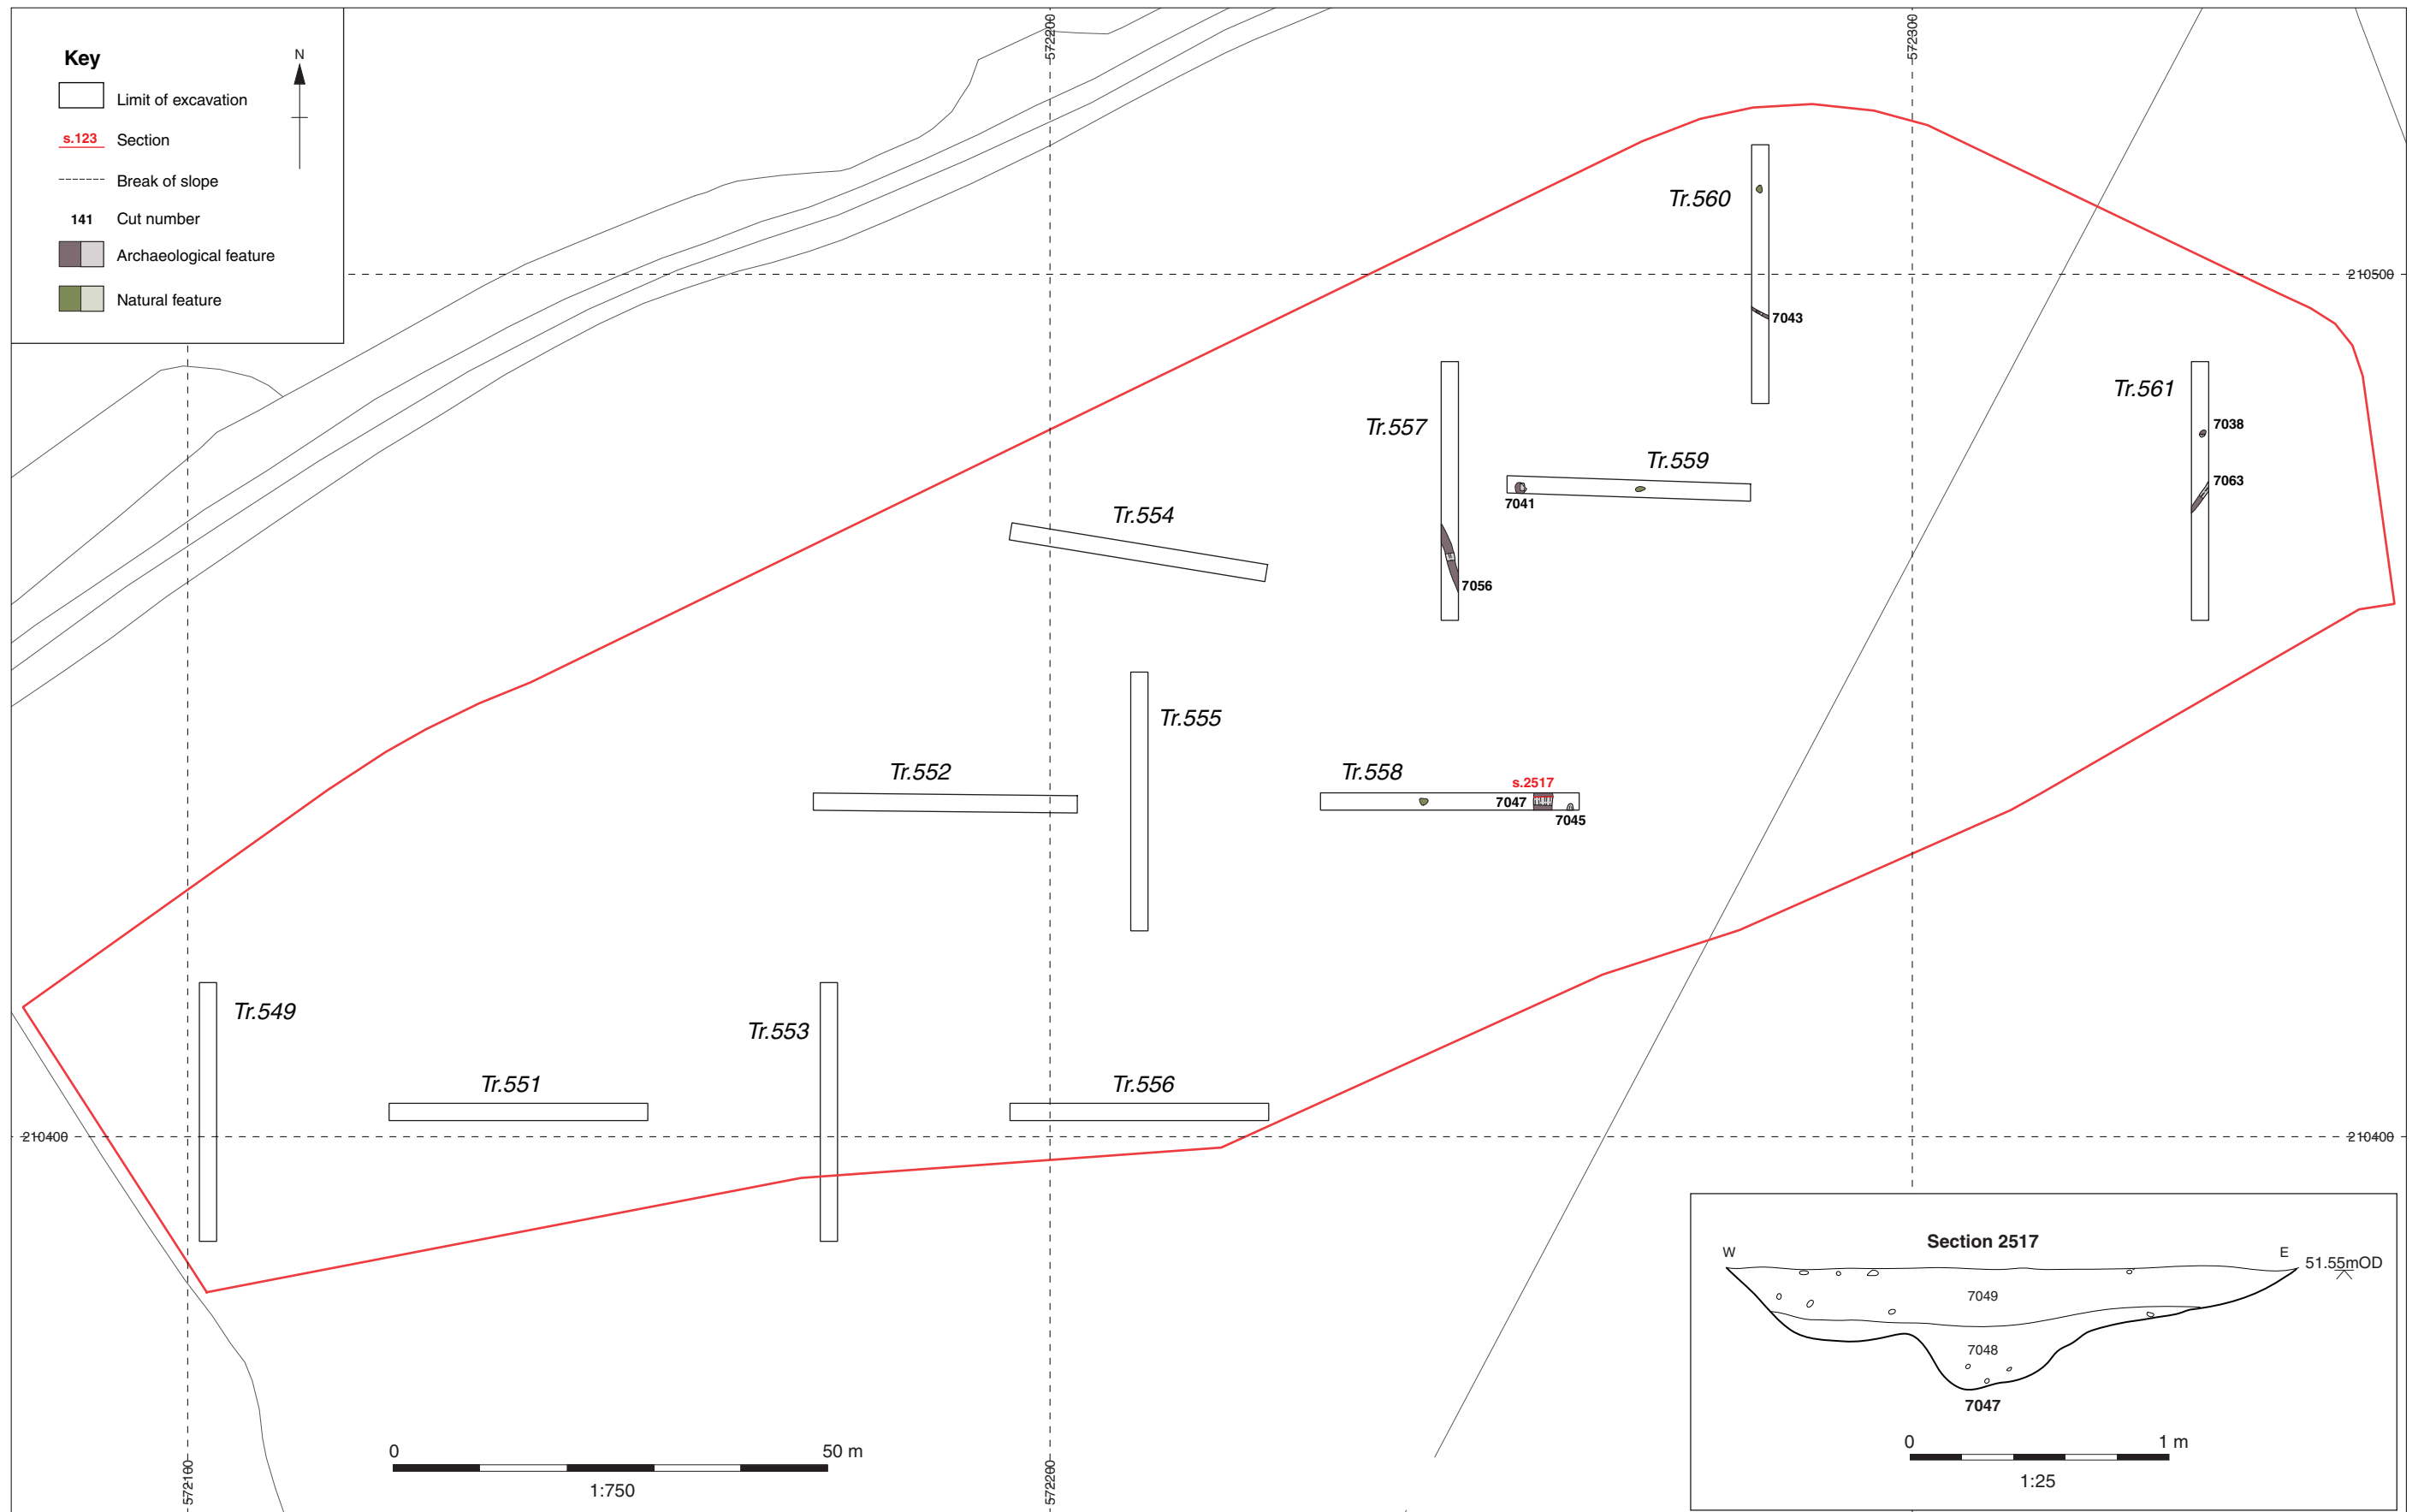 Key
N
Limit of excavation
s.123 Section
Break of slope
141 Cut number
Archaeological feature
Natural feature
572200
572300
Tr.560
210500
7043
Tr.561
7038
Tr.557
Tr.559
7063
7041
Tr.554
7056
Tr.555
Tr.552
Tr.558
s.2517
7047
7045
Tr.549
Tr.553
Tr.551
Tr.556
210400
210400
Section 2517
W
E
51.55mOD
7049
7048
7047
0
1 m
1:25
0
50 m
1:750
572100
572200